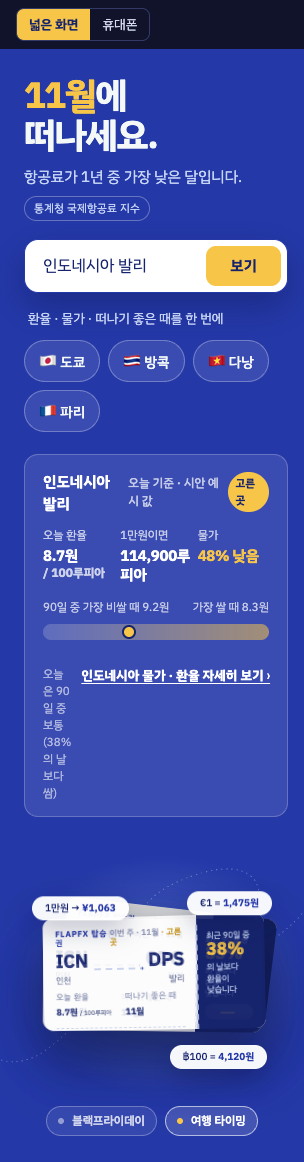 넓은 화면 휴대폰
11월에
떠나세요.
항공료가 1년 중 가장 낮은 달입니다.
통계청 국제항공료 지수
인도네시아 발리 보기
환율 · 물가 · 떠나기 좋은 때를 한 번에
도쿄 방콕 다낭
파리
인도네시아 발리
오늘 기준 · 시안 예시 값
고른 곳
오늘 환율 1만원이면 물가
8.7원 114,900루피아 48% 낮음
/ 100루피아
90일 중 가장 비쌀 때 9.2원 가장 쌀 때 8.3원
오늘
은 90
일 중
보통
(38%
의 날
보다
쌈)
인도네시아 물가 · 환율 자세히 보기 ›
1만원 → ¥1,063
€1 = 1,475원
FLAPFX 탑승권
이번 주 · 11월 · 고른 곳
ICN DPS
인천 발리
오늘 환율 떠나기 좋은 때
8.7원 / 100루피아 11월
최근 90일 중
38%
의 날보다
환율이
낮습니다
฿100 = 4,120원
블랙프라이데이 여행 타이밍